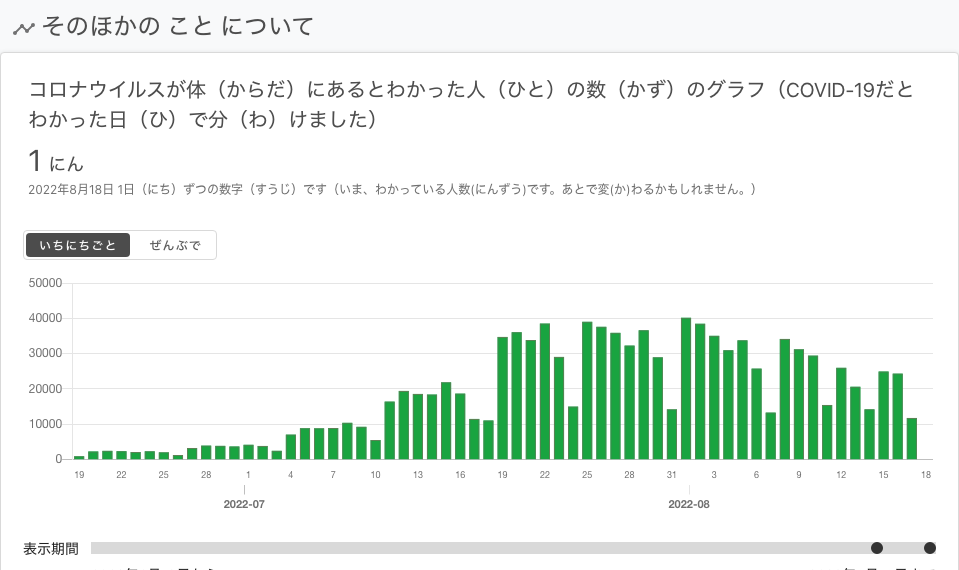 そのほかの こと について
コロナウイルスが体（からだ）にあるとわかった人（ひと）の数（かず）のグラフ（COVID-19だと
わかった日（ひ）で分（わ）けました）
1 にん
2022年8月18日 1日（にち）ずつの数字（すうじ）です（いま、わかっている人数(にんずう)です。あとで変(か)わるかもしれません。）
いちにちごと ぜんぶで
50000
40000
30000
20000
10000
0
19 22 25 28 1 4 7 10 13 16 19 22 25 28 31 3 6 9 12 15 18
2022-07 2022-08
表示期間